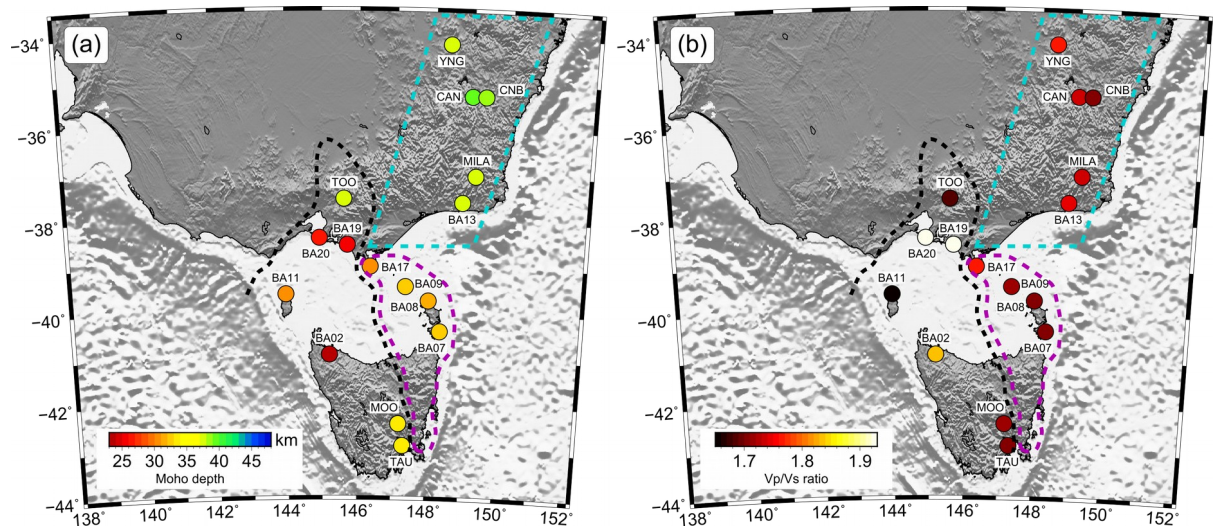 (a)
−34˚
YNG
CAN
CNB
−36˚
MILA
TOO
BA13
−38˚
BA19
BA20
BA17
BA11
BA09
BA08
−40˚
BA02
BA07
−42˚
MOO
km
25 30 35 40 45
Moho depth
TAU
−44˚
138˚ 140˚ 142˚ 144˚ 146˚ 148˚ 150˚ 152˚
(b)
−34˚
YNG
CAN
CNB
−36˚
MILA
TOO
BA13
−38˚
BA19
BA20
BA17
BA11
BA09
BA08
−40˚
BA02
BA07
−42˚
MOO
1.7 1.8 1.9
Vp/Vs ratio
TAU
−44˚
138˚ 140˚ 142˚ 144˚ 146˚ 148˚ 150˚ 152˚